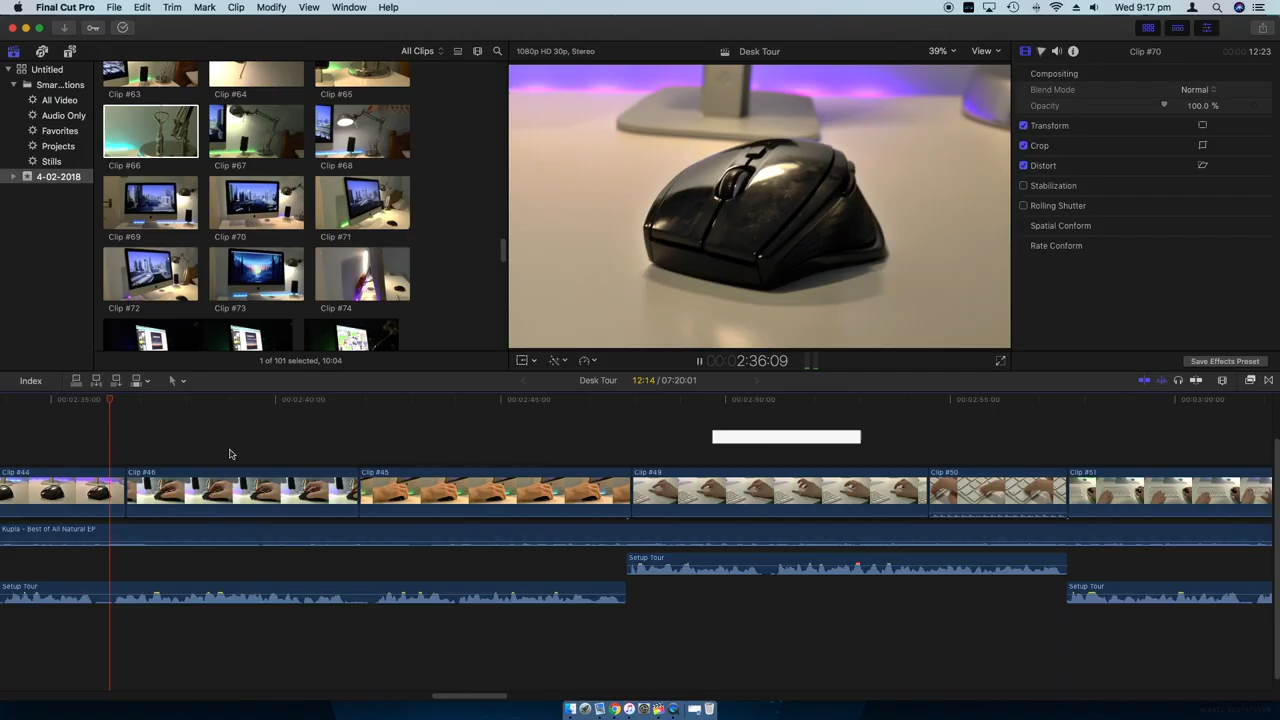 Final Cut Pro File Edit Trim Mark Clip Modify View Window Help Wed 9:17 pm
All Clips 1080p HD 30p, Stereo Desk Tour 39% View Clip #70 00:00 12:23
Untitled
Smar...tions
All Video
Audio Only
Favorites
Projects
Stills
4-02-2018
Clip #63 Clip #64 Clip #65
Clip #66 Clip #67 Clip #68
Clip #69 Clip #70 Clip #71
Clip #72 Clip #73 Clip #74
Compositing
Blend Mode Normal
Opacity 100.0 %
Transform
Crop
Distort
Stabilization
Rolling Shutter
Spatial Conform
Rate Conform
1 of 101 selected, 10:04 00:00:2:36:09 Save Effects Preset
Index Desk Tour 12:14 / 07:20:01
00:02:35:00 00:02:40:00 00:02:45:00 00:02:50:00 00:02:55:00 00:03:00:00
Clip #44 Clip #46 Clip #45 Clip #49 Clip #50 Clip #51
Kupla - Best of All Natural EP
Setup Tour
Setup Tour Setup Tour